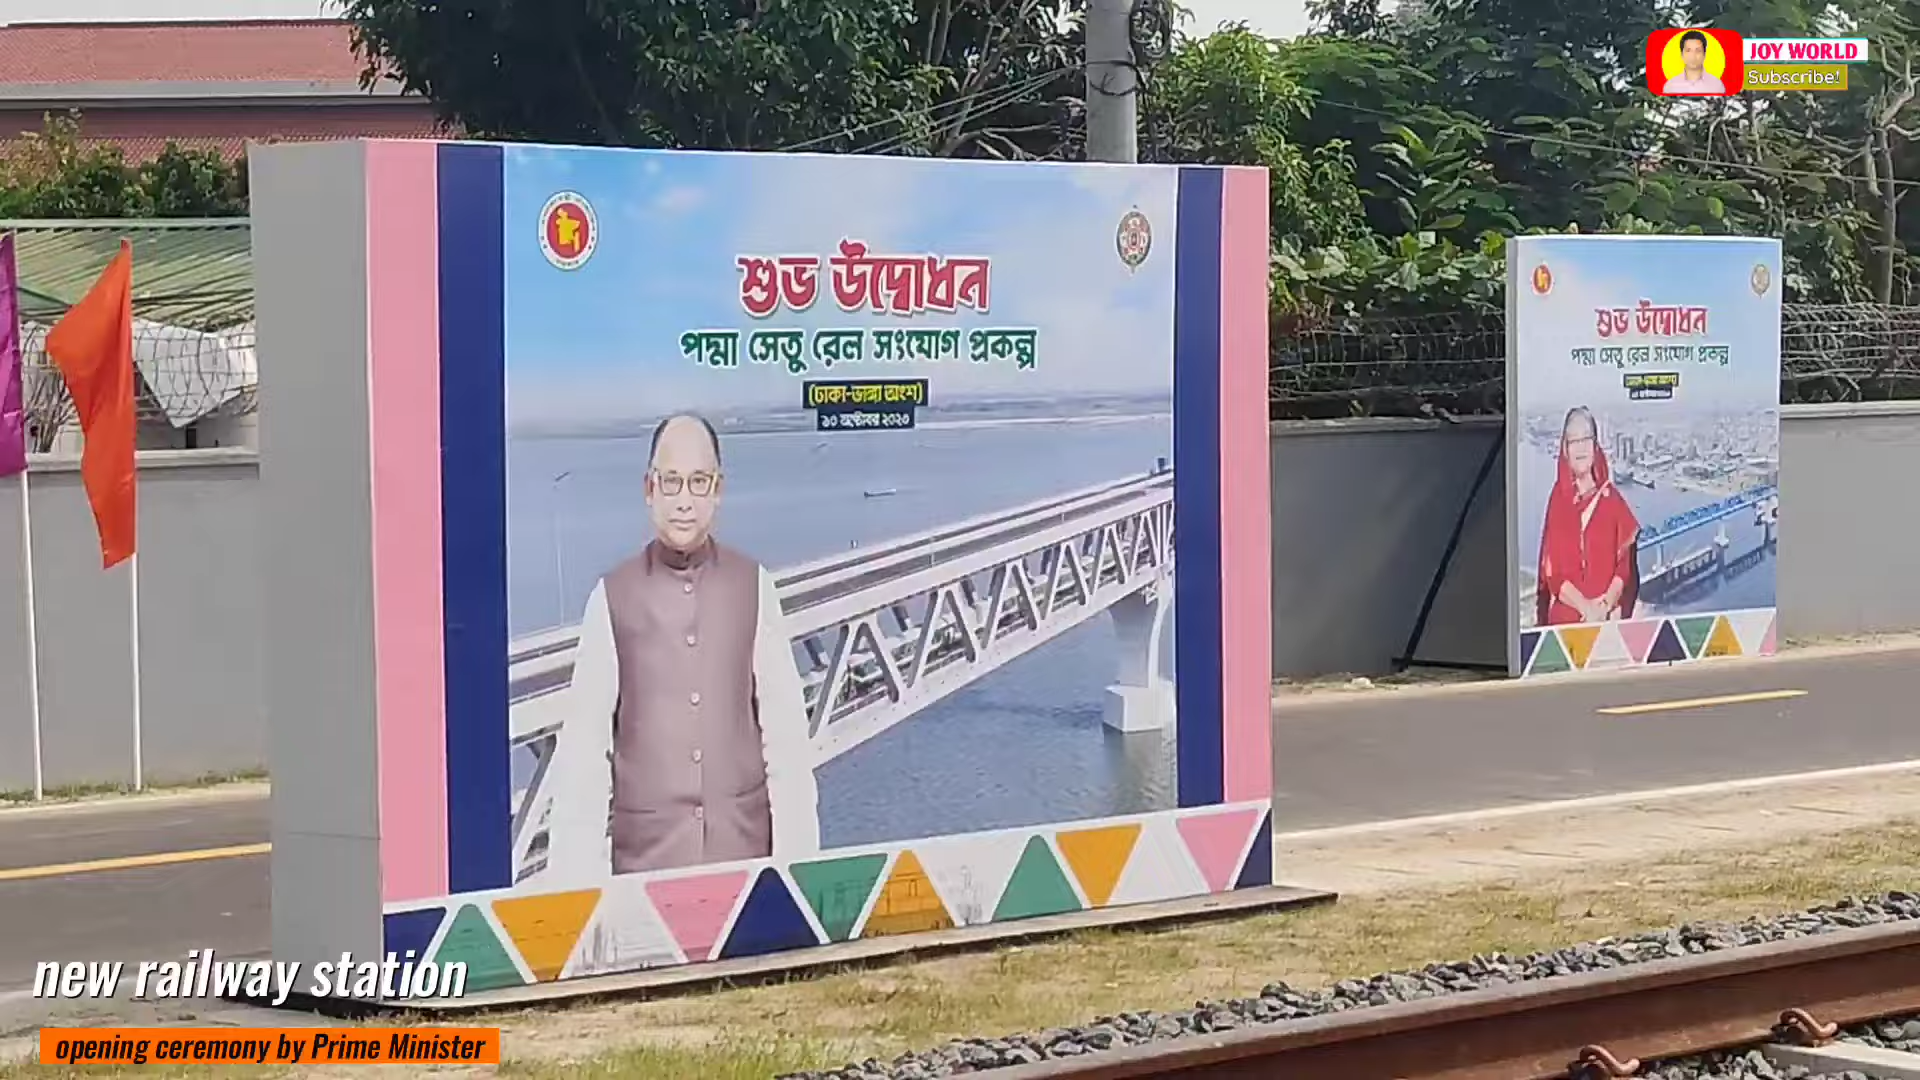 JOY WORLD
Subscribe!
শুভ উদ্বোধন
পদ্মা সেতু রেল সংযোগ প্রকল্প
(ঢাকা-ভাঙ্গা অংশ)
১০ অক্টোবর ২০২৩
শুভ উদ্বোধন
পদ্মা সেতু রেল সংযোগ প্রকল্প
(ঢাকা-ভাঙ্গা অংশ)
new railway station
opening ceremony by Prime Minister